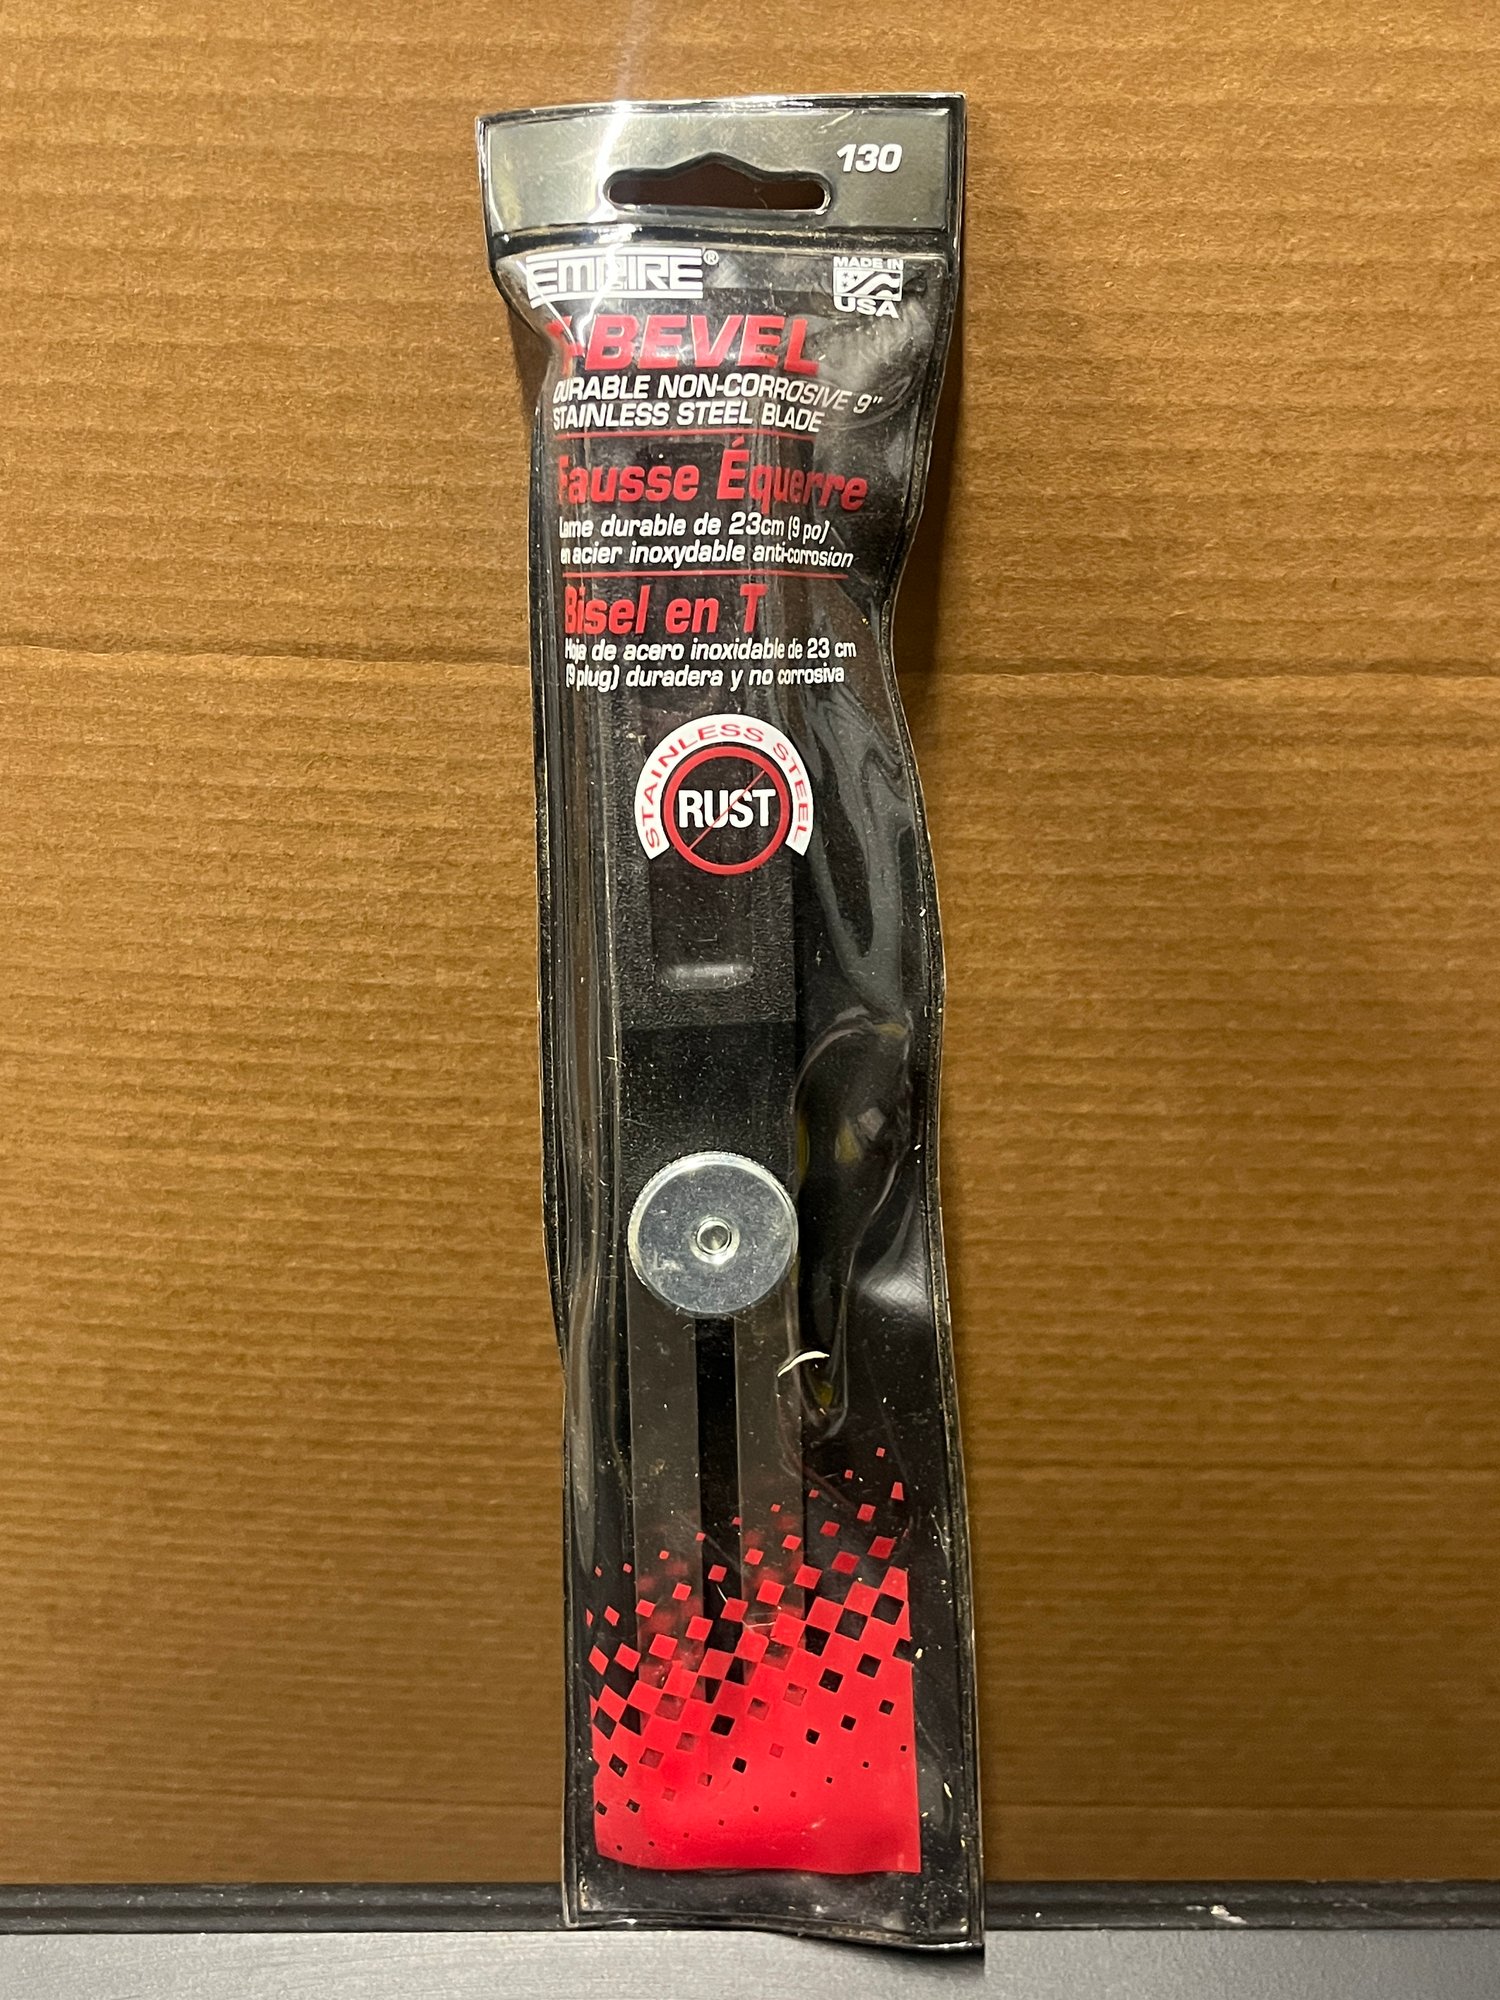 130
EMPIRE®
MADE IN
USA
T-BEVEL
DURABLE NON-CORROSIVE 9"
STAINLESS STEEL BLADE
Fausse Équerre
Lame durable de 23cm (9 po)
en acier inoxydable anti-corrosion
Bisel en T
Hoja de acero inoxidable de 23 cm
(9 plug) duradera y no corrosiva
STAINLESS STEEL
RUST